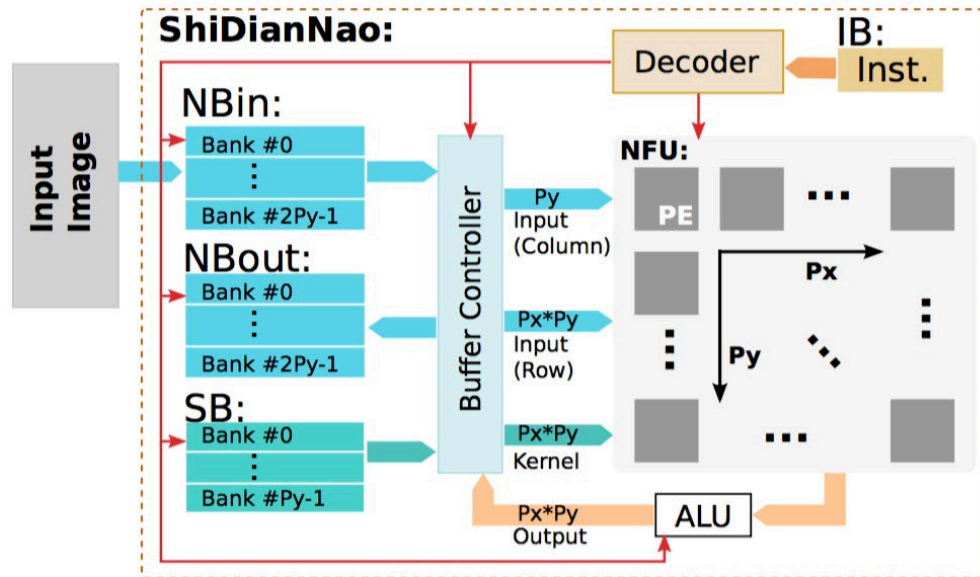 ShiDianNao:
IB:
Decoder
Inst.
Input
Image
NBin:
Bank #0
⋮
Bank #2Py-1
NBout:
Bank #0
⋮
Bank #2Py-1
SB:
Bank #0
⋮
Bank #Py-1
Buffer Controller
Py
Input
(Column)
Px*Py
Input
(Row)
Px*Py
Kernel
Px*Py
Output
NFU:
PE
...
Px
Py
⋮
⋮
⋱
...
ALU